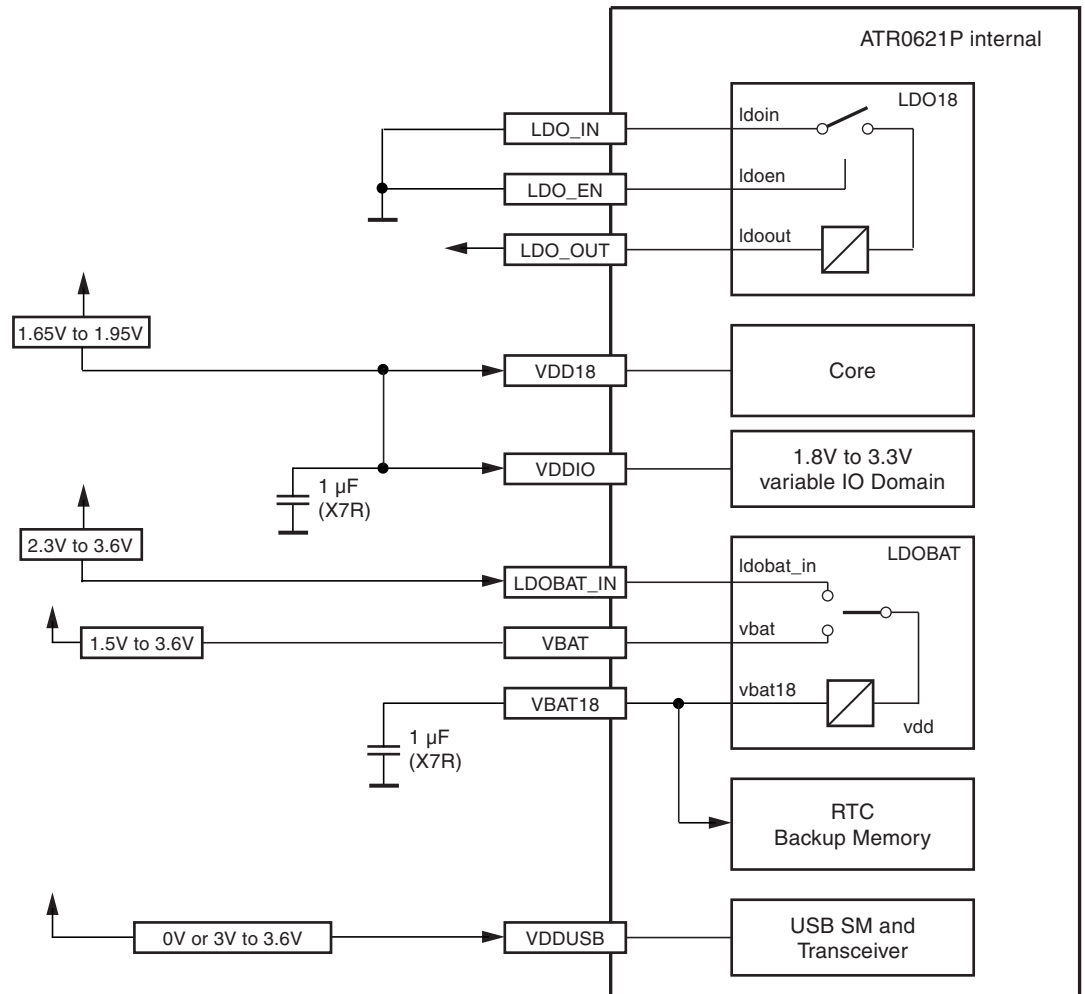 ATR0621P internal
LDO18
LDO_IN
ldoin
LDO_EN
ldoen
LDO_OUT
ldoout
1.65V to 1.95V
VDD18
Core
VDDIO
1.8V to 3.3V
variable IO Domain
1 µF
(X7R)
2.3V to 3.6V
LDOBAT
LDOBAT_IN
ldobat_in
1.5V to 3.6V
VBAT
vbat
VBAT18
vbat18
vdd
1 µF
(X7R)
RTC
Backup Memory
0V or 3V to 3.6V
VDDUSB
USB SM and
Transceiver